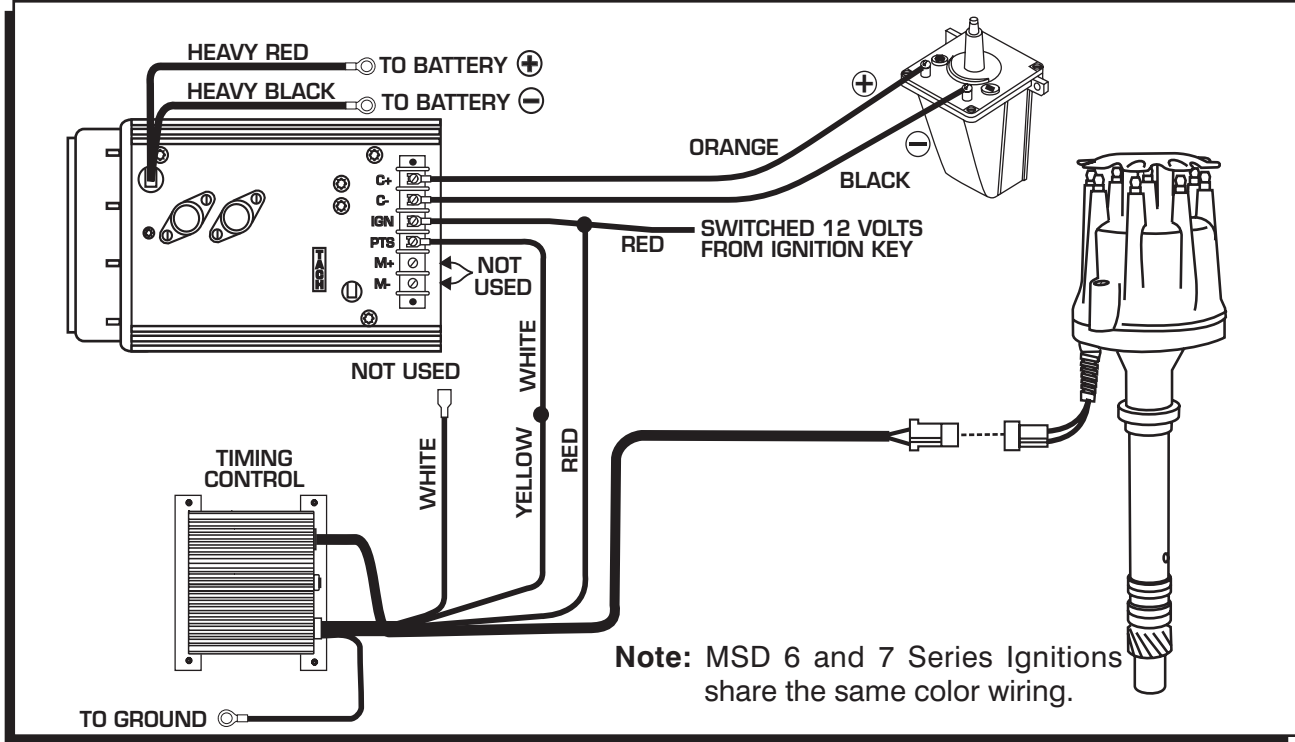 HEAVY RED
TO BATTERY +
HEAVY BLACK
TO BATTERY -
ORANGE
+
-
BLACK
C+
C-
IGN
PTS
M+
M-
TACH
RED
SWITCHED 12 VOLTS
FROM IGNITION KEY
NOT
USED
WHITE
NOT USED
WHITE
YELLOW
RED
TIMING
CONTROL
TO GROUND
Note: MSD 6 and 7 Series Ignitions
share the same color wiring.